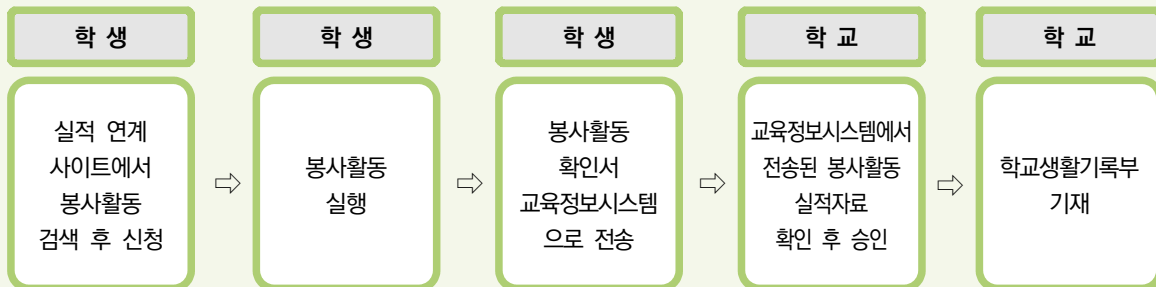 학 생
실적 연계
사이트에서
봉사활동
검색 후 신청
⇨
학 생
봉사활동
실행
⇨
학 생
봉사활동
확인서
교육정보시스템
으로 전송
⇨
학 교
교육정보시스템에서
전송된 봉사활동
실적자료
확인 후 승인
⇨
학 교
학교생활기록부
기재